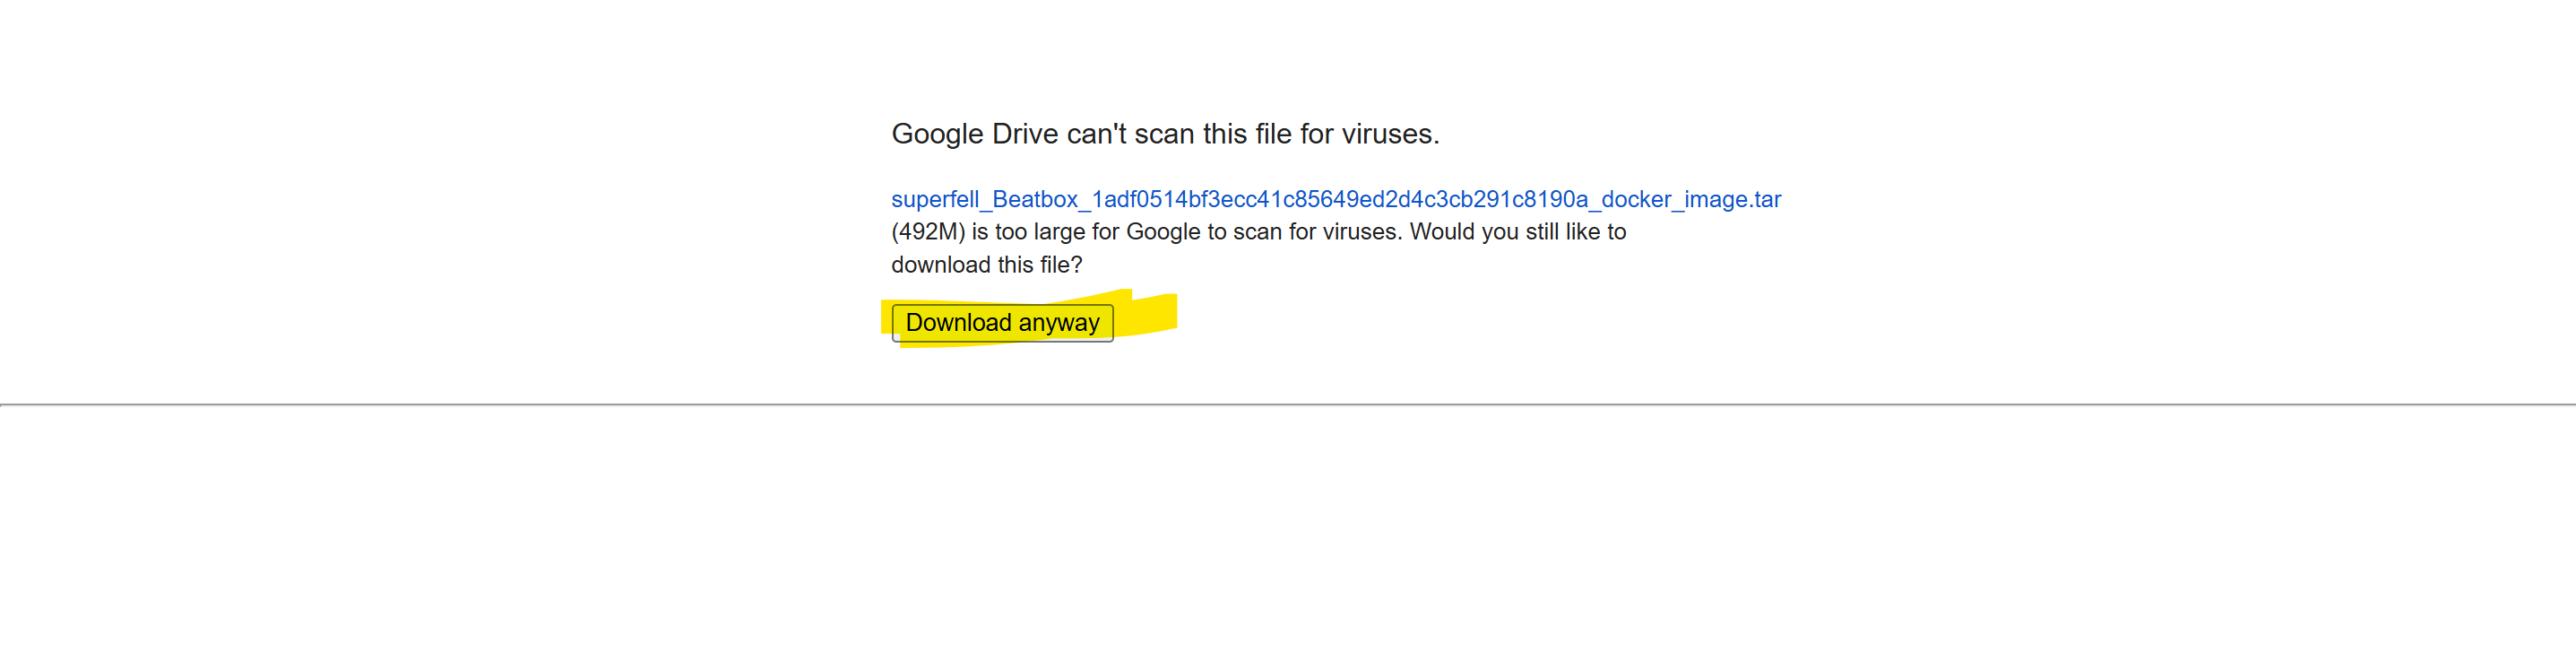 Google Drive can't scan this file for viruses.
superfell_Beatbox_1adf0514bf3ecc41c85649ed2d4c3cb291c8190a_docker_image.tar
(492M) is too large for Google to scan for viruses. Would you still like to
download this file?
Download anyway